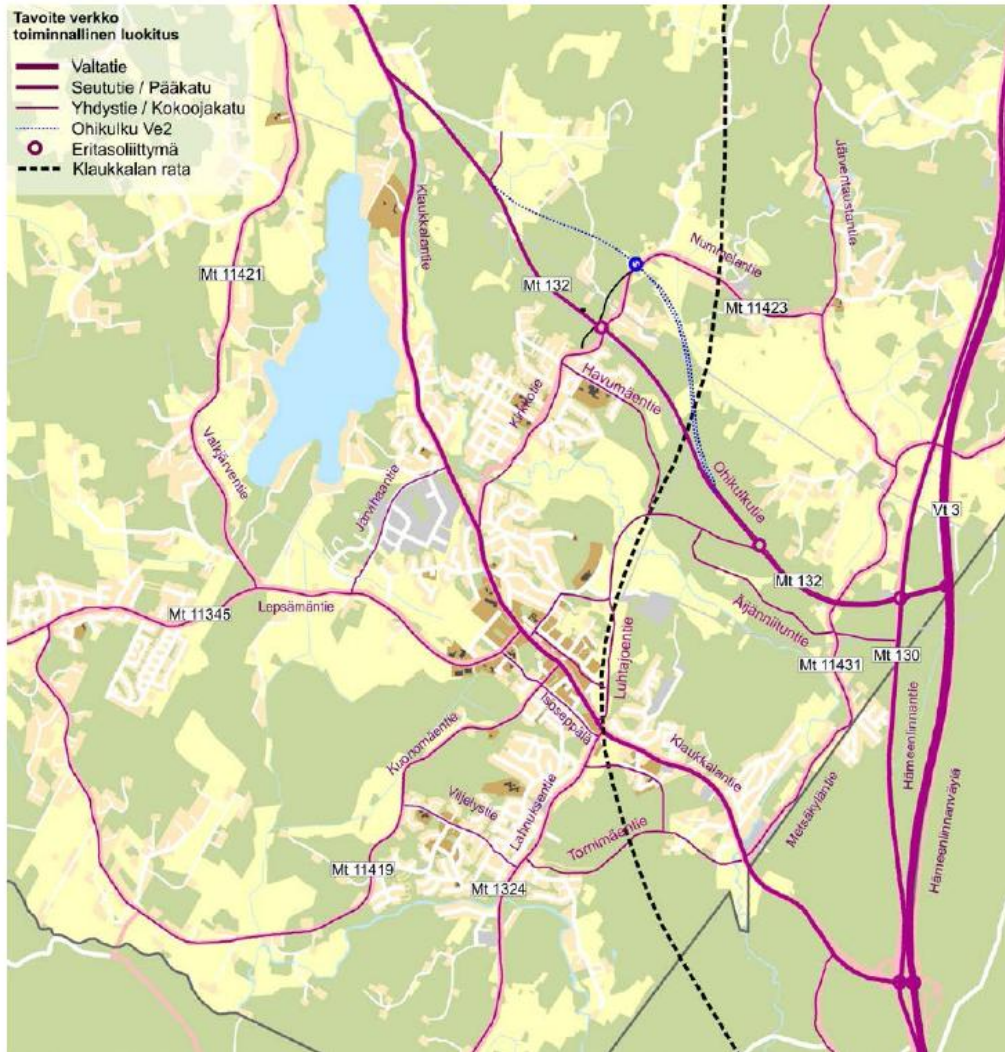 Tavoite verkko
toiminnallinen luokitus
Valtatie
Seututie / Pääkatu
Yhdystie / Kokoojakatu
Ohikulku Ve2
Eritasoliittymä
Klaukkalan rata
Klaukkalantie
Järventaustantie
Mt 11421
Nummelantie
Mt 132
Mt 11423
S
Havumäentie
Kirkkotie
Valkjärventie
Järvihaantie
Ohikulkutie
Vt 3
Mt 132
Mt 11345
Lepsämäntie
Ärjänniituntie
Luhtajoentie
Mt 11431
Mt 130
Isoseppälä
Kuonomäentie
Klaukkalantie
Hämeenlinnantie
Viljelystie
Lahnuksentie
Metsäkyläntie
Tornimäentie
Hämeenlinnanväylä
Mt 11419
Mt 1324